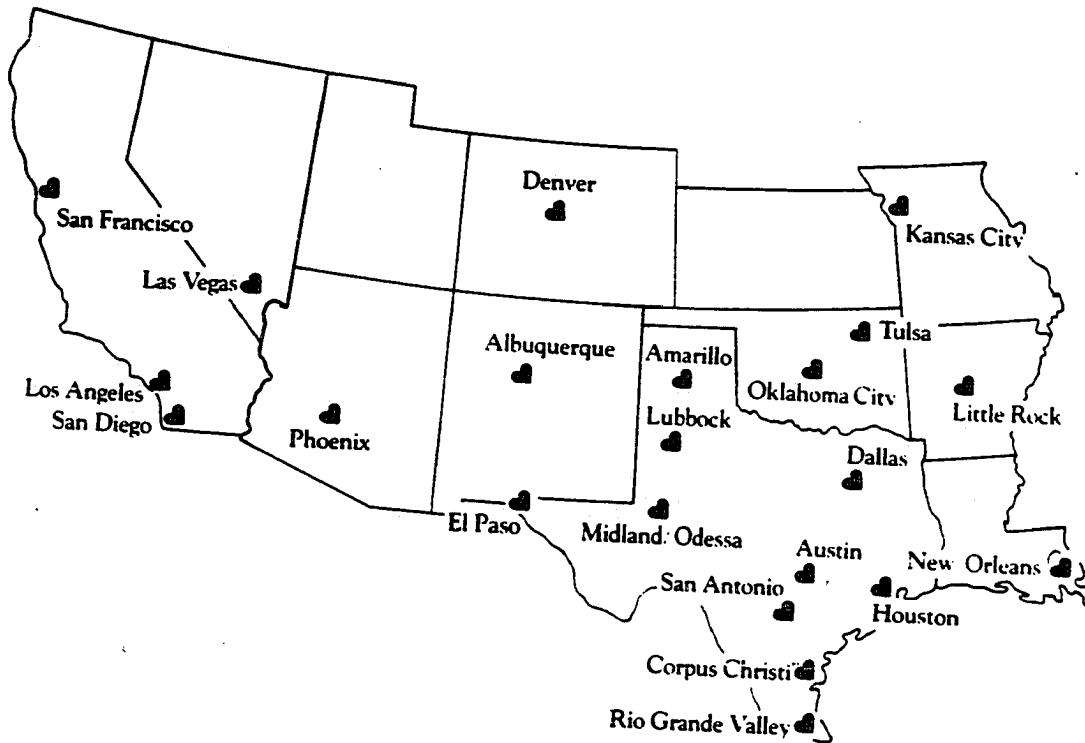 Denver
San Francisco
Kansas City
Las Vegas
Tulsa
Albuquerque
Amarillo
Oklahoma City
Los Angeles
San Diego
Phoenix
Lubbock
Little Rock
Dallas
El Paso
Midland/Odessa
Austin
New Orleans
San Antonio
Houston
Corpus Christi
Rio Grande Valley